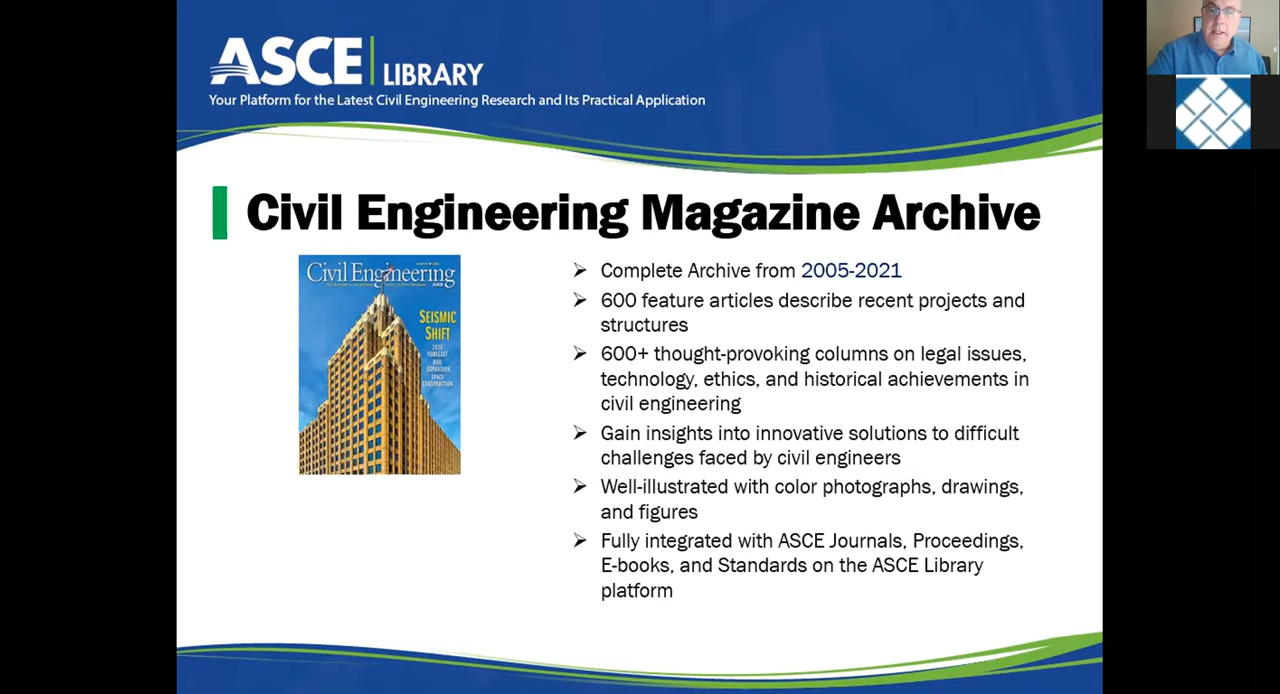 ASCE LIBRARY
Your Platform for the Latest Civil Engineering Research and Its Practical Application
Civil Engineering Magazine Archive
Civil Engineering
ASCE
SEISMIC
SHIFT
2020
FORECAST
RAIL
EXPANSION
SPACE
CONSTRUCTION
➢ Complete Archive from 2005-2021
➢ 600 feature articles describe recent projects and
structures
➢ 600+ thought-provoking columns on legal issues,
technology, ethics, and historical achievements in
civil engineering
➢ Gain insights into innovative solutions to difficult
challenges faced by civil engineers
➢ Well-illustrated with color photographs, drawings,
and figures
➢ Fully integrated with ASCE Journals, Proceedings,
E-books, and Standards on the ASCE Library
platform